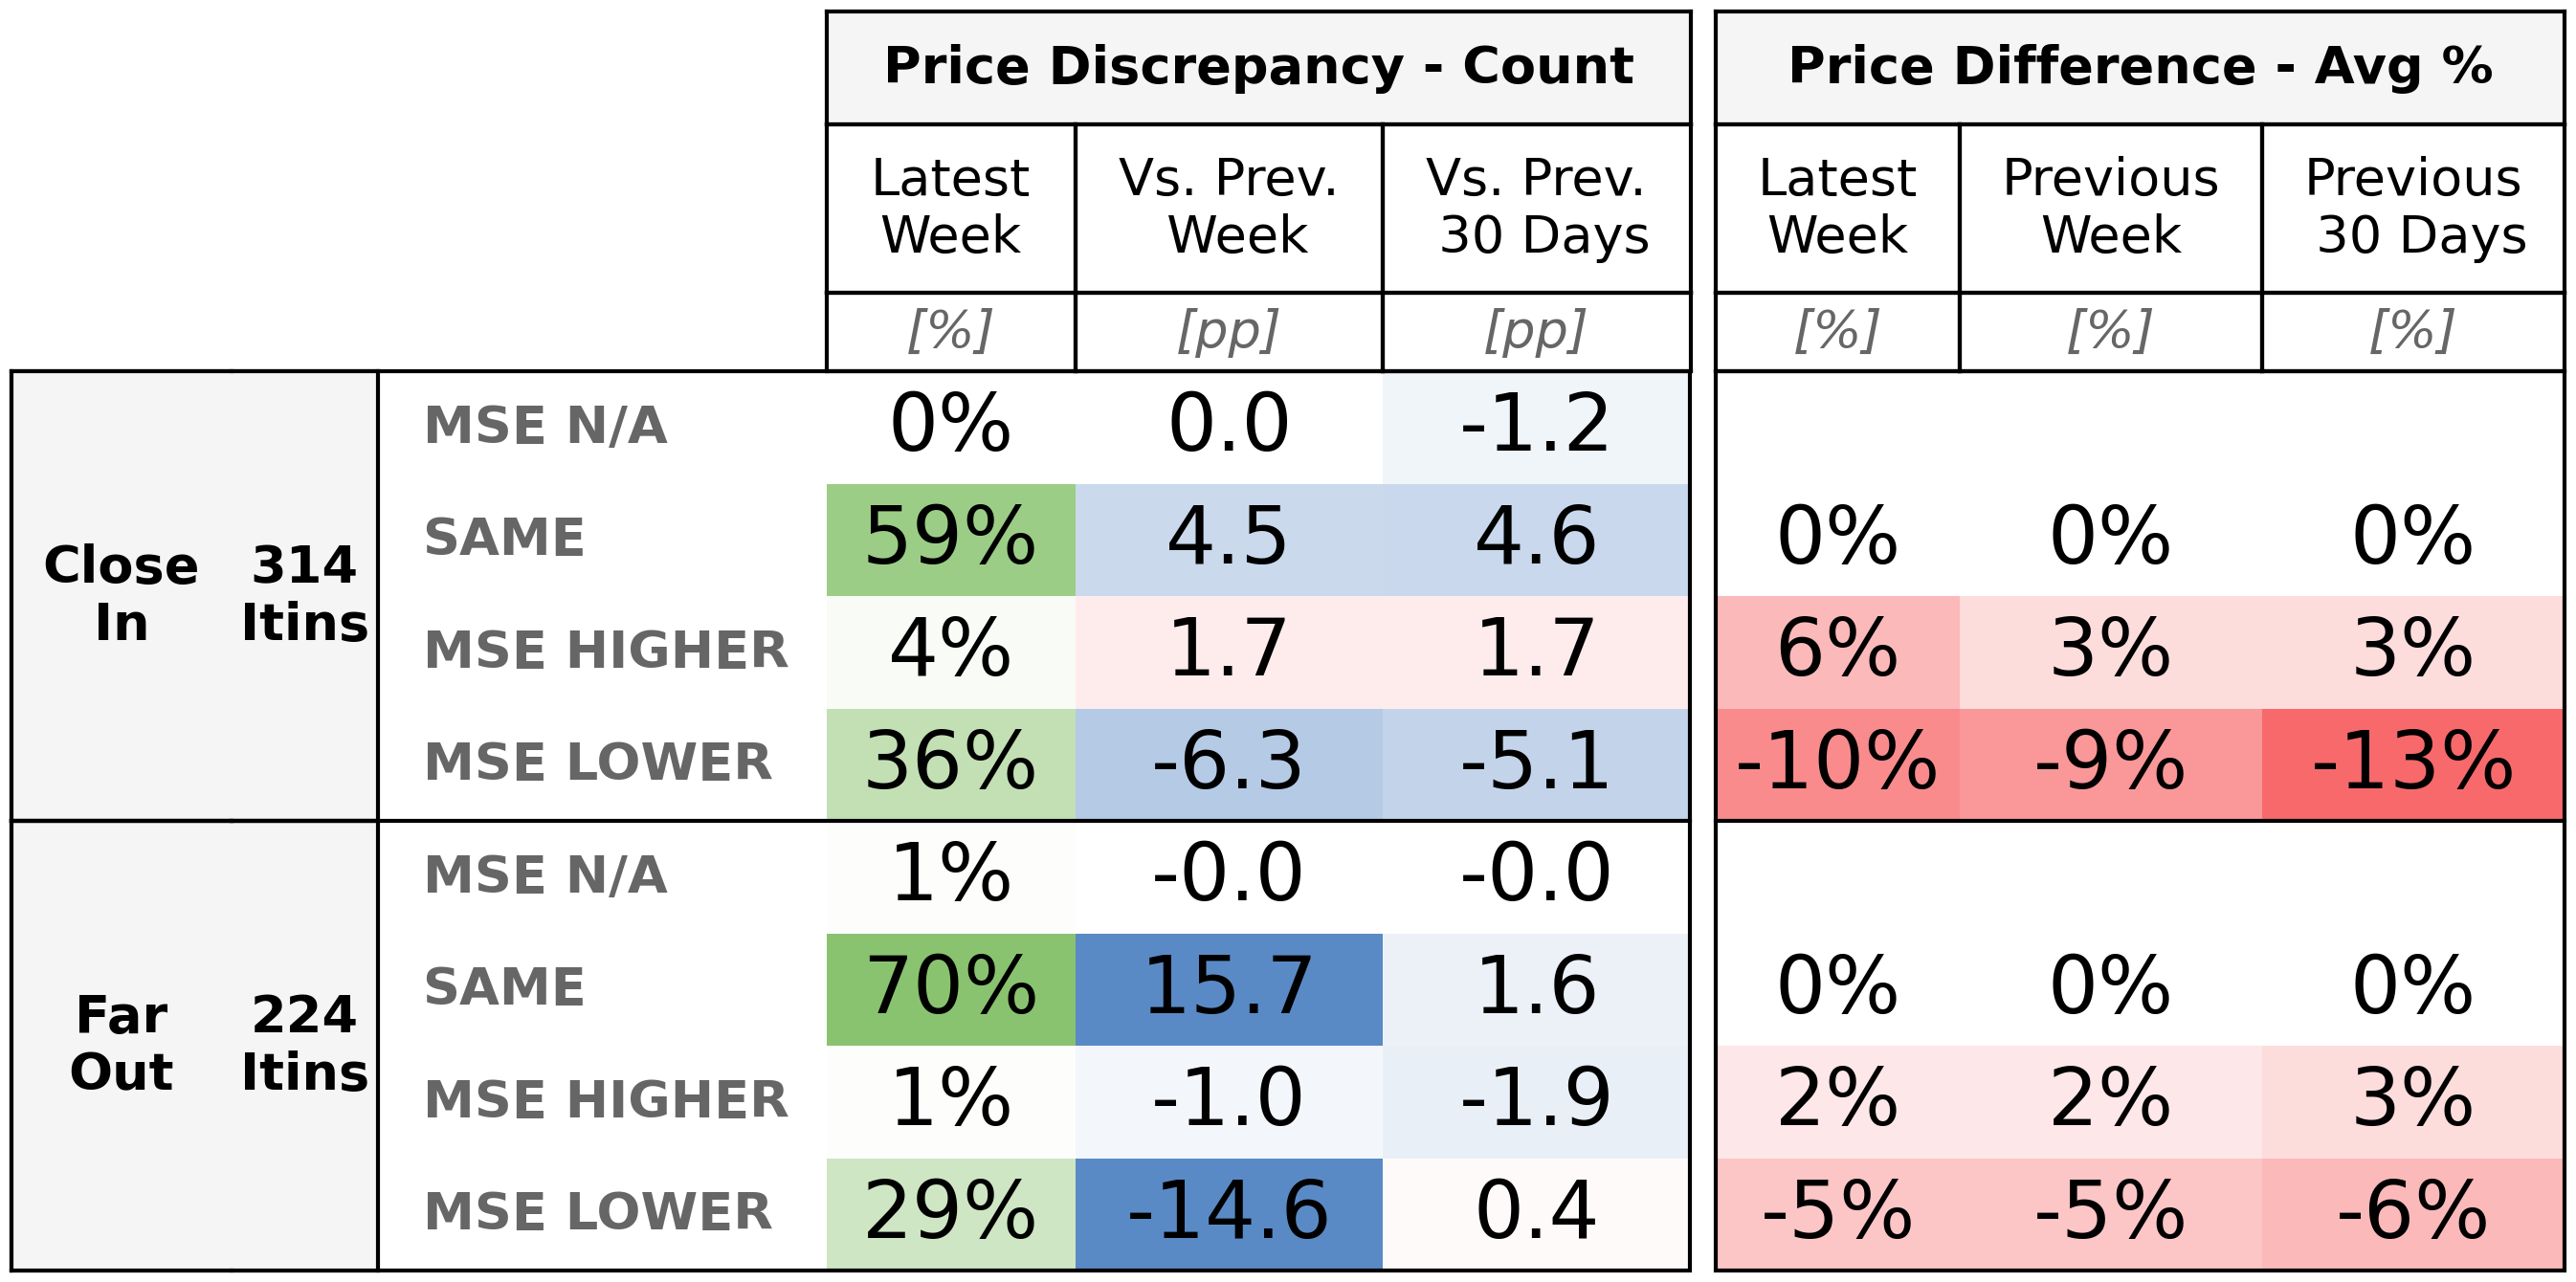 Price Discrepancy - Count Price Difference - Avg %
Latest Week Vs. Prev. Week Vs. Prev. 30 Days Latest Week Previous Week Previous 30 Days
[%] [pp] [pp] [%] [%] [%]
Close In 314 Itins
MSE N/A 0% 0.0 -1.2
SAME 59% 4.5 4.6 0% 0% 0%
MSE HIGHER 4% 1.7 1.7 6% 3% 3%
MSE LOWER 36% -6.3 -5.1 -10% -9% -13%
Far Out 224 Itins
MSE N/A 1% -0.0 -0.0
SAME 70% 15.7 1.6 0% 0% 0%
MSE HIGHER 1% -1.0 -1.9 2% 2% 3%
MSE LOWER 29% -14.6 0.4 -5% -5% -6%